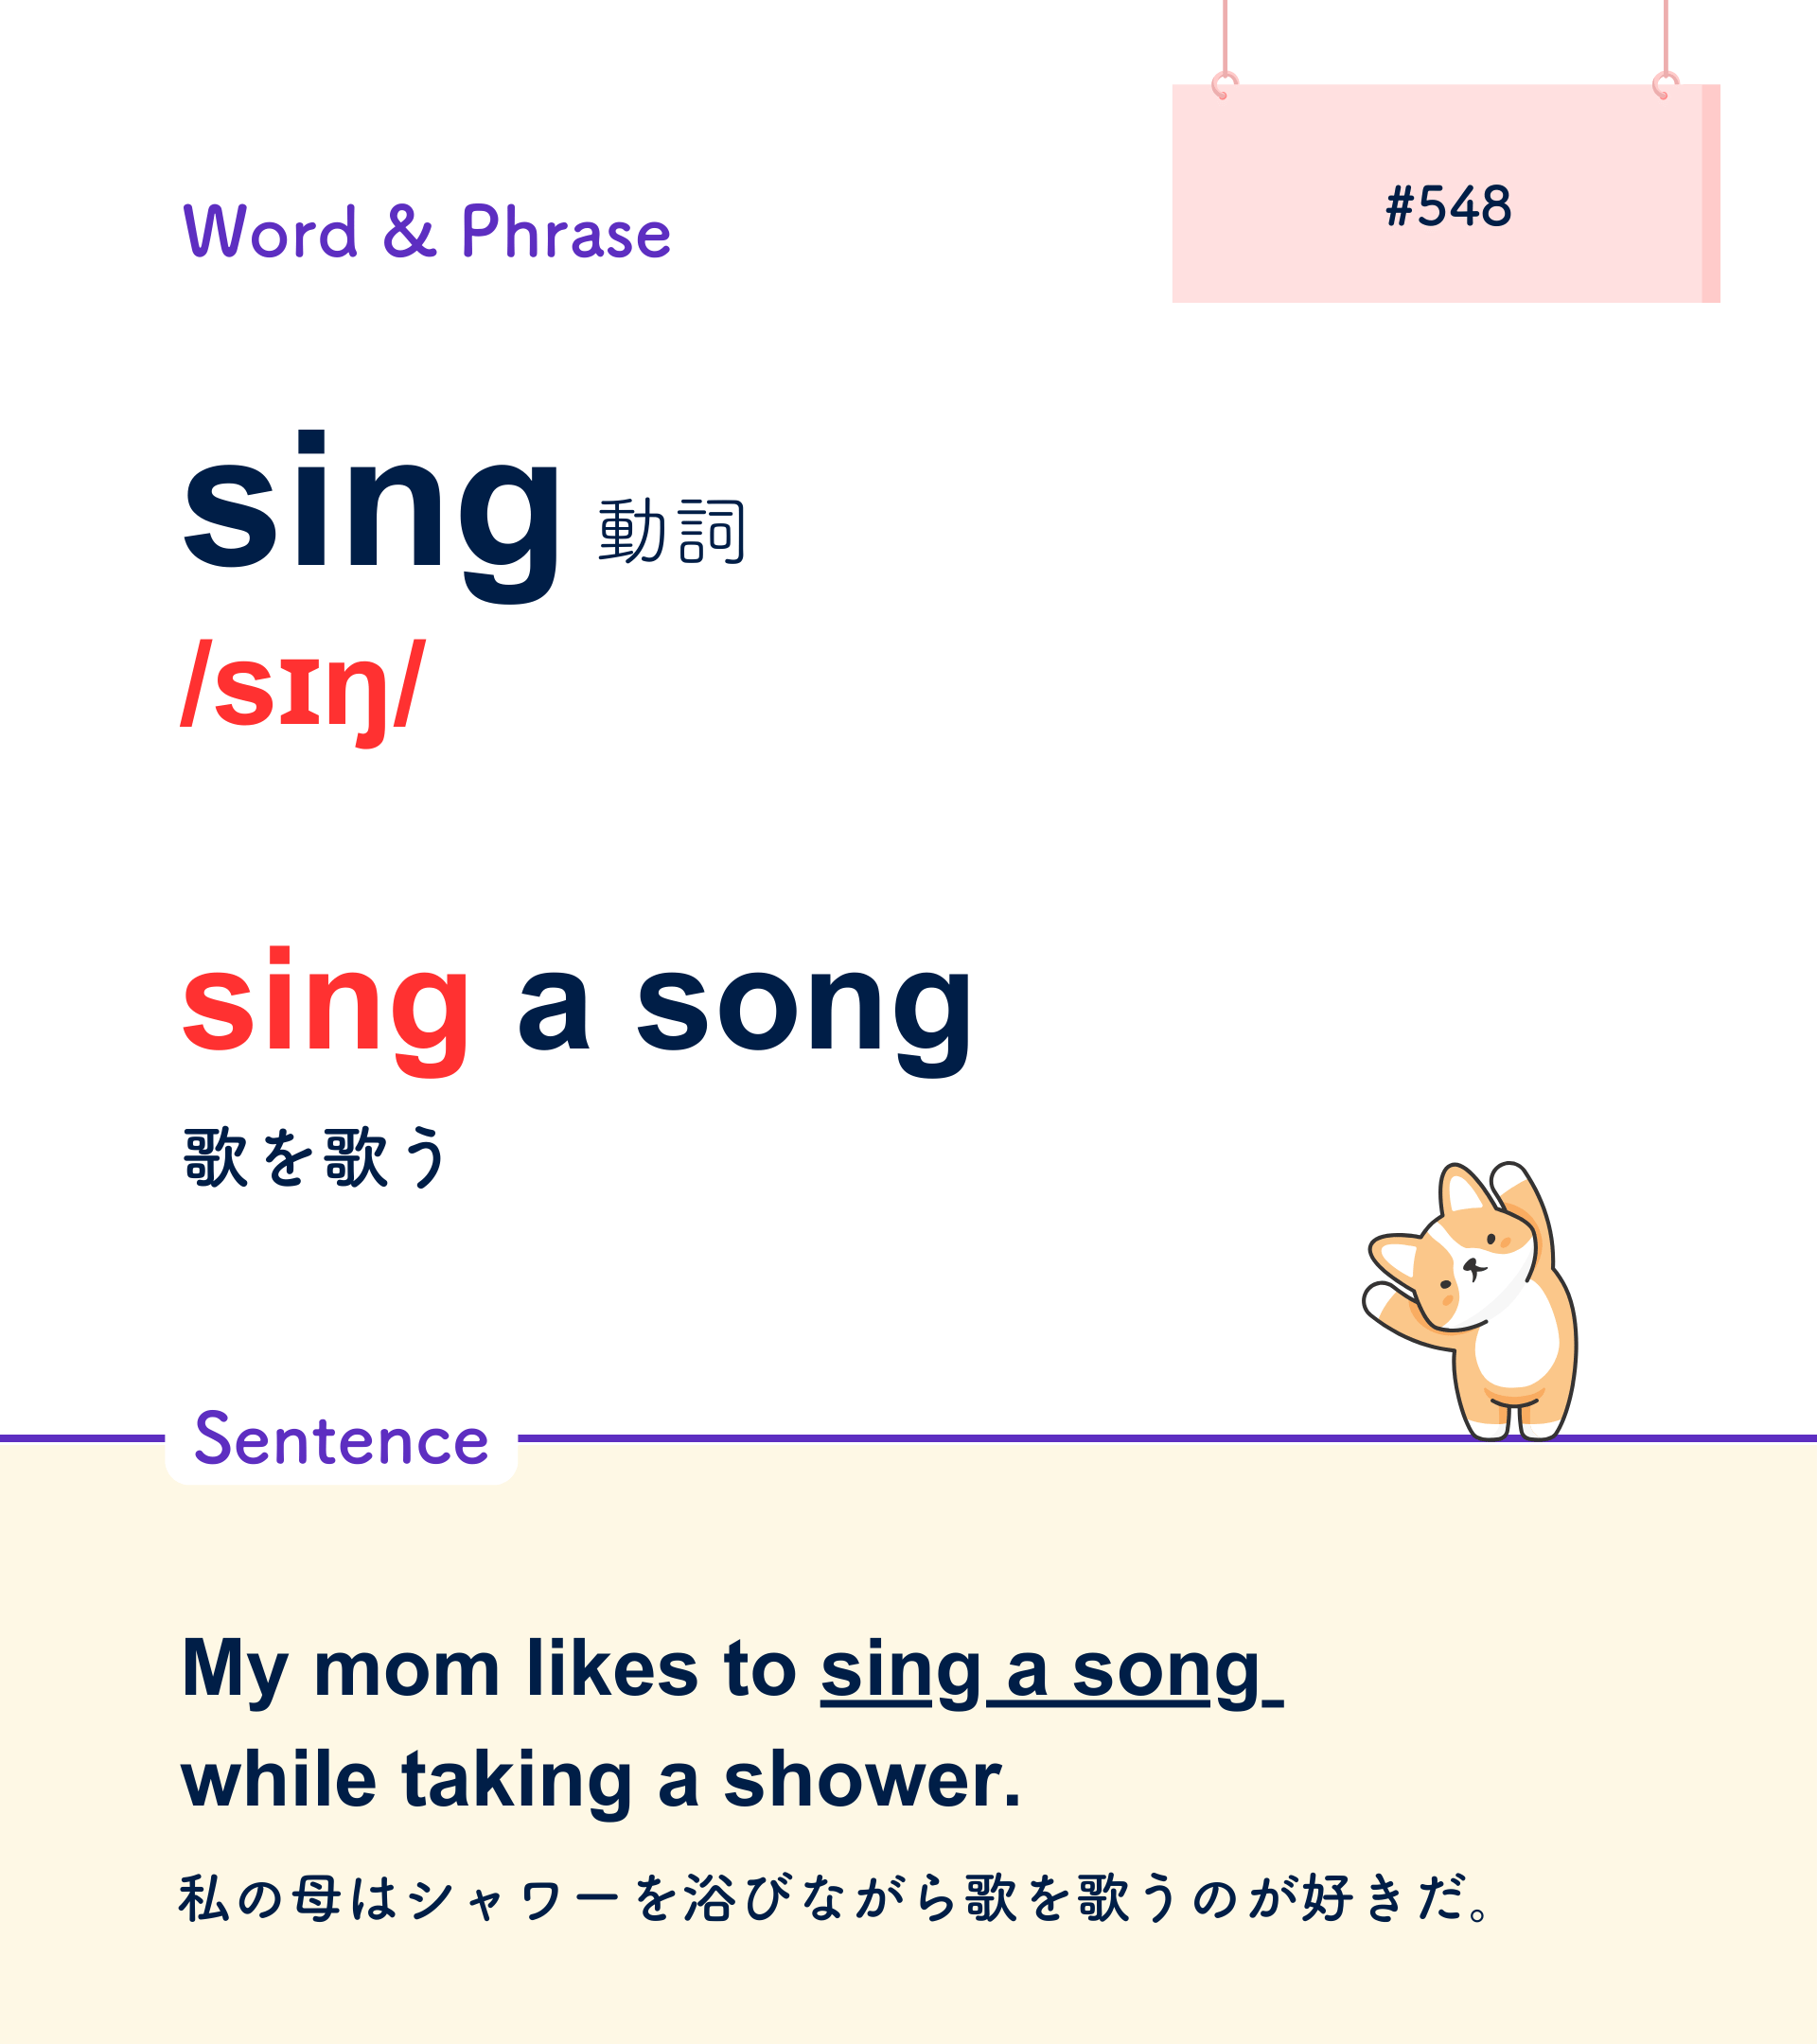 #548
Word & Phrase
sing 動詞
/sɪŋ/
sing a song
歌を歌う
Sentence
My mom likes to sing a song
while taking a shower.
私の母はシャワーを浴びながら歌を歌うのが好きだ。